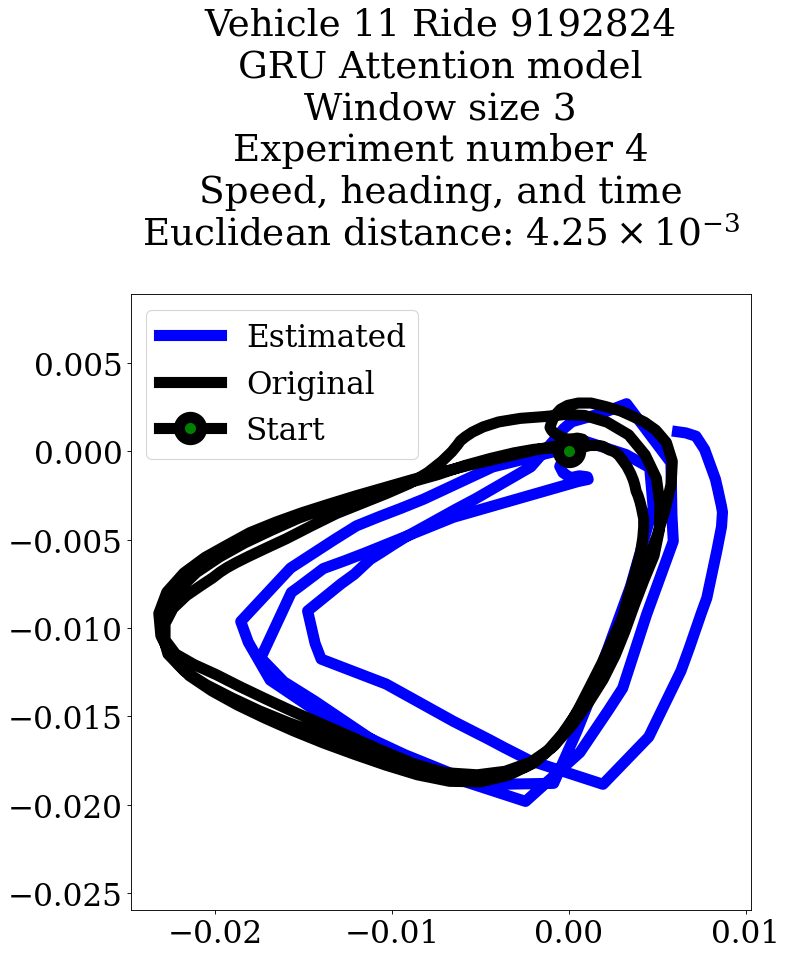 Vehicle 11 Ride 9192824
GRU Attention model
Window size 3
Experiment number 4
Speed, heading, and time
Euclidean distance: 4.25 × 10⁻³
Estimated
Original
Start
0.005
0.000
−0.005
−0.010
−0.015
−0.020
−0.025
−0.02 −0.01 0.00 0.01